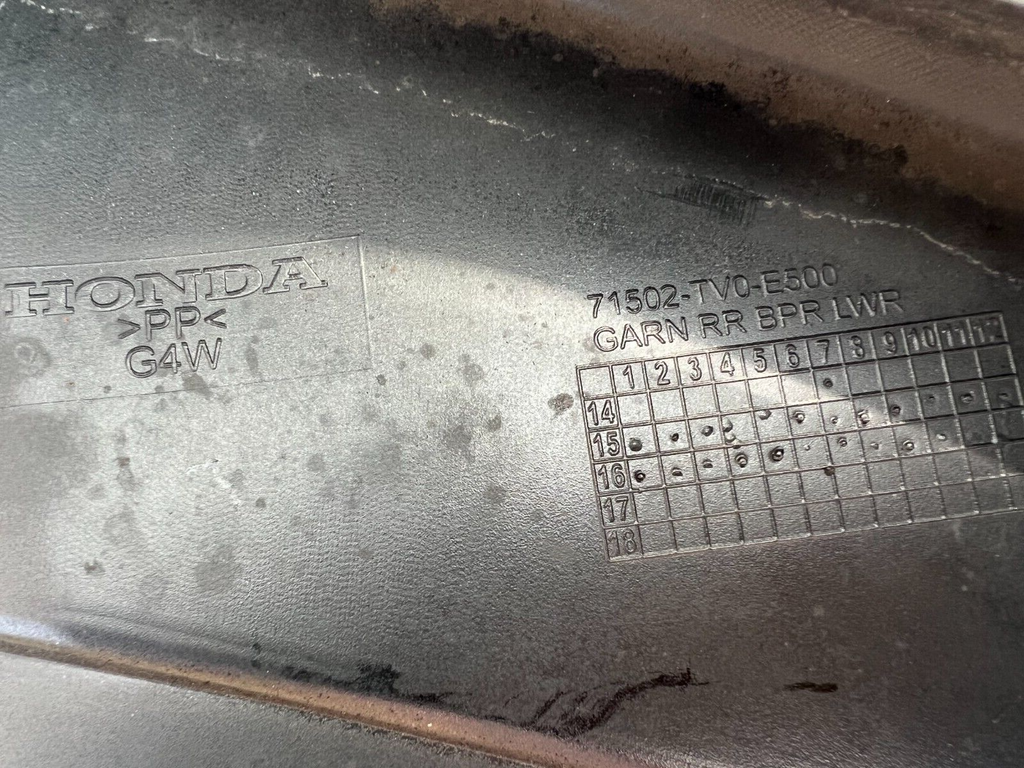 HONDA
>PP<
G4W
71502-TV0-E500
GARN RR BPR LWR
1 2 3 4 5 6 7 8 9 10 11 12
14
15
16
17
18